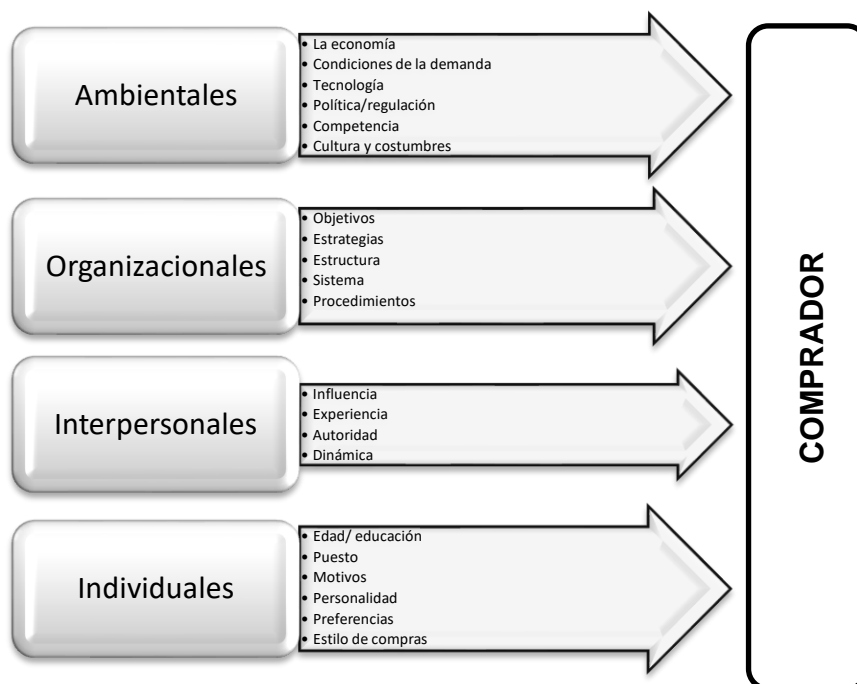 Ambientales
• La economía
• Condiciones de la demanda
• Tecnología
• Política/regulación
• Competencia
• Cultura y costumbres
Organizacionales
• Objetivos
• Estrategias
• Estructura
• Sistema
• Procedimientos
Interpersonales
• Influencia
• Experiencia
• Autoridad
• Dinámica
Individuales
• Edad/ educación
• Puesto
• Motivos
• Personalidad
• Preferencias
• Estilo de compras
COMPRADOR